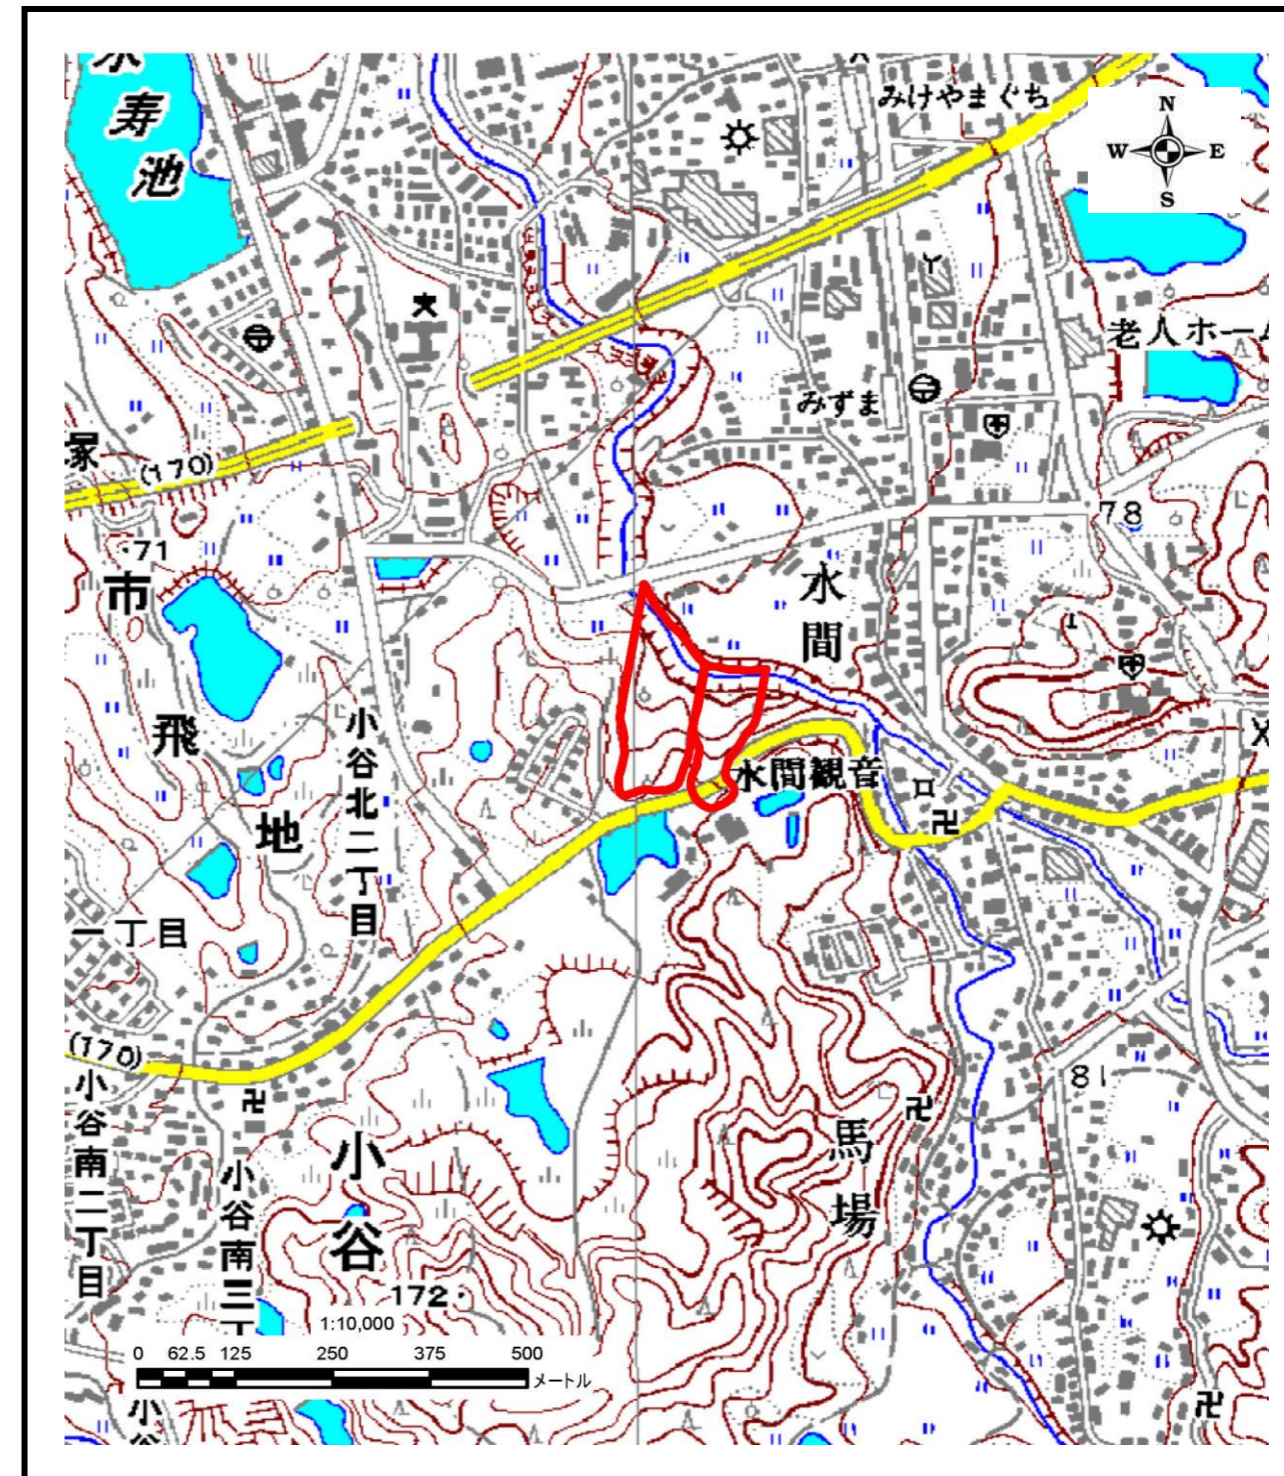 寿池
みけやまぐち
N
W E
S
老人ホーム
みずま
塚
(170)
78
71
市
水間
飛地
小谷北二丁目
水間観音
一丁目
(170)
小谷南二丁目
小谷南三丁
小谷
馬場
81
172
1:10,000
0 62.5 125 250 375 500
メートル
小